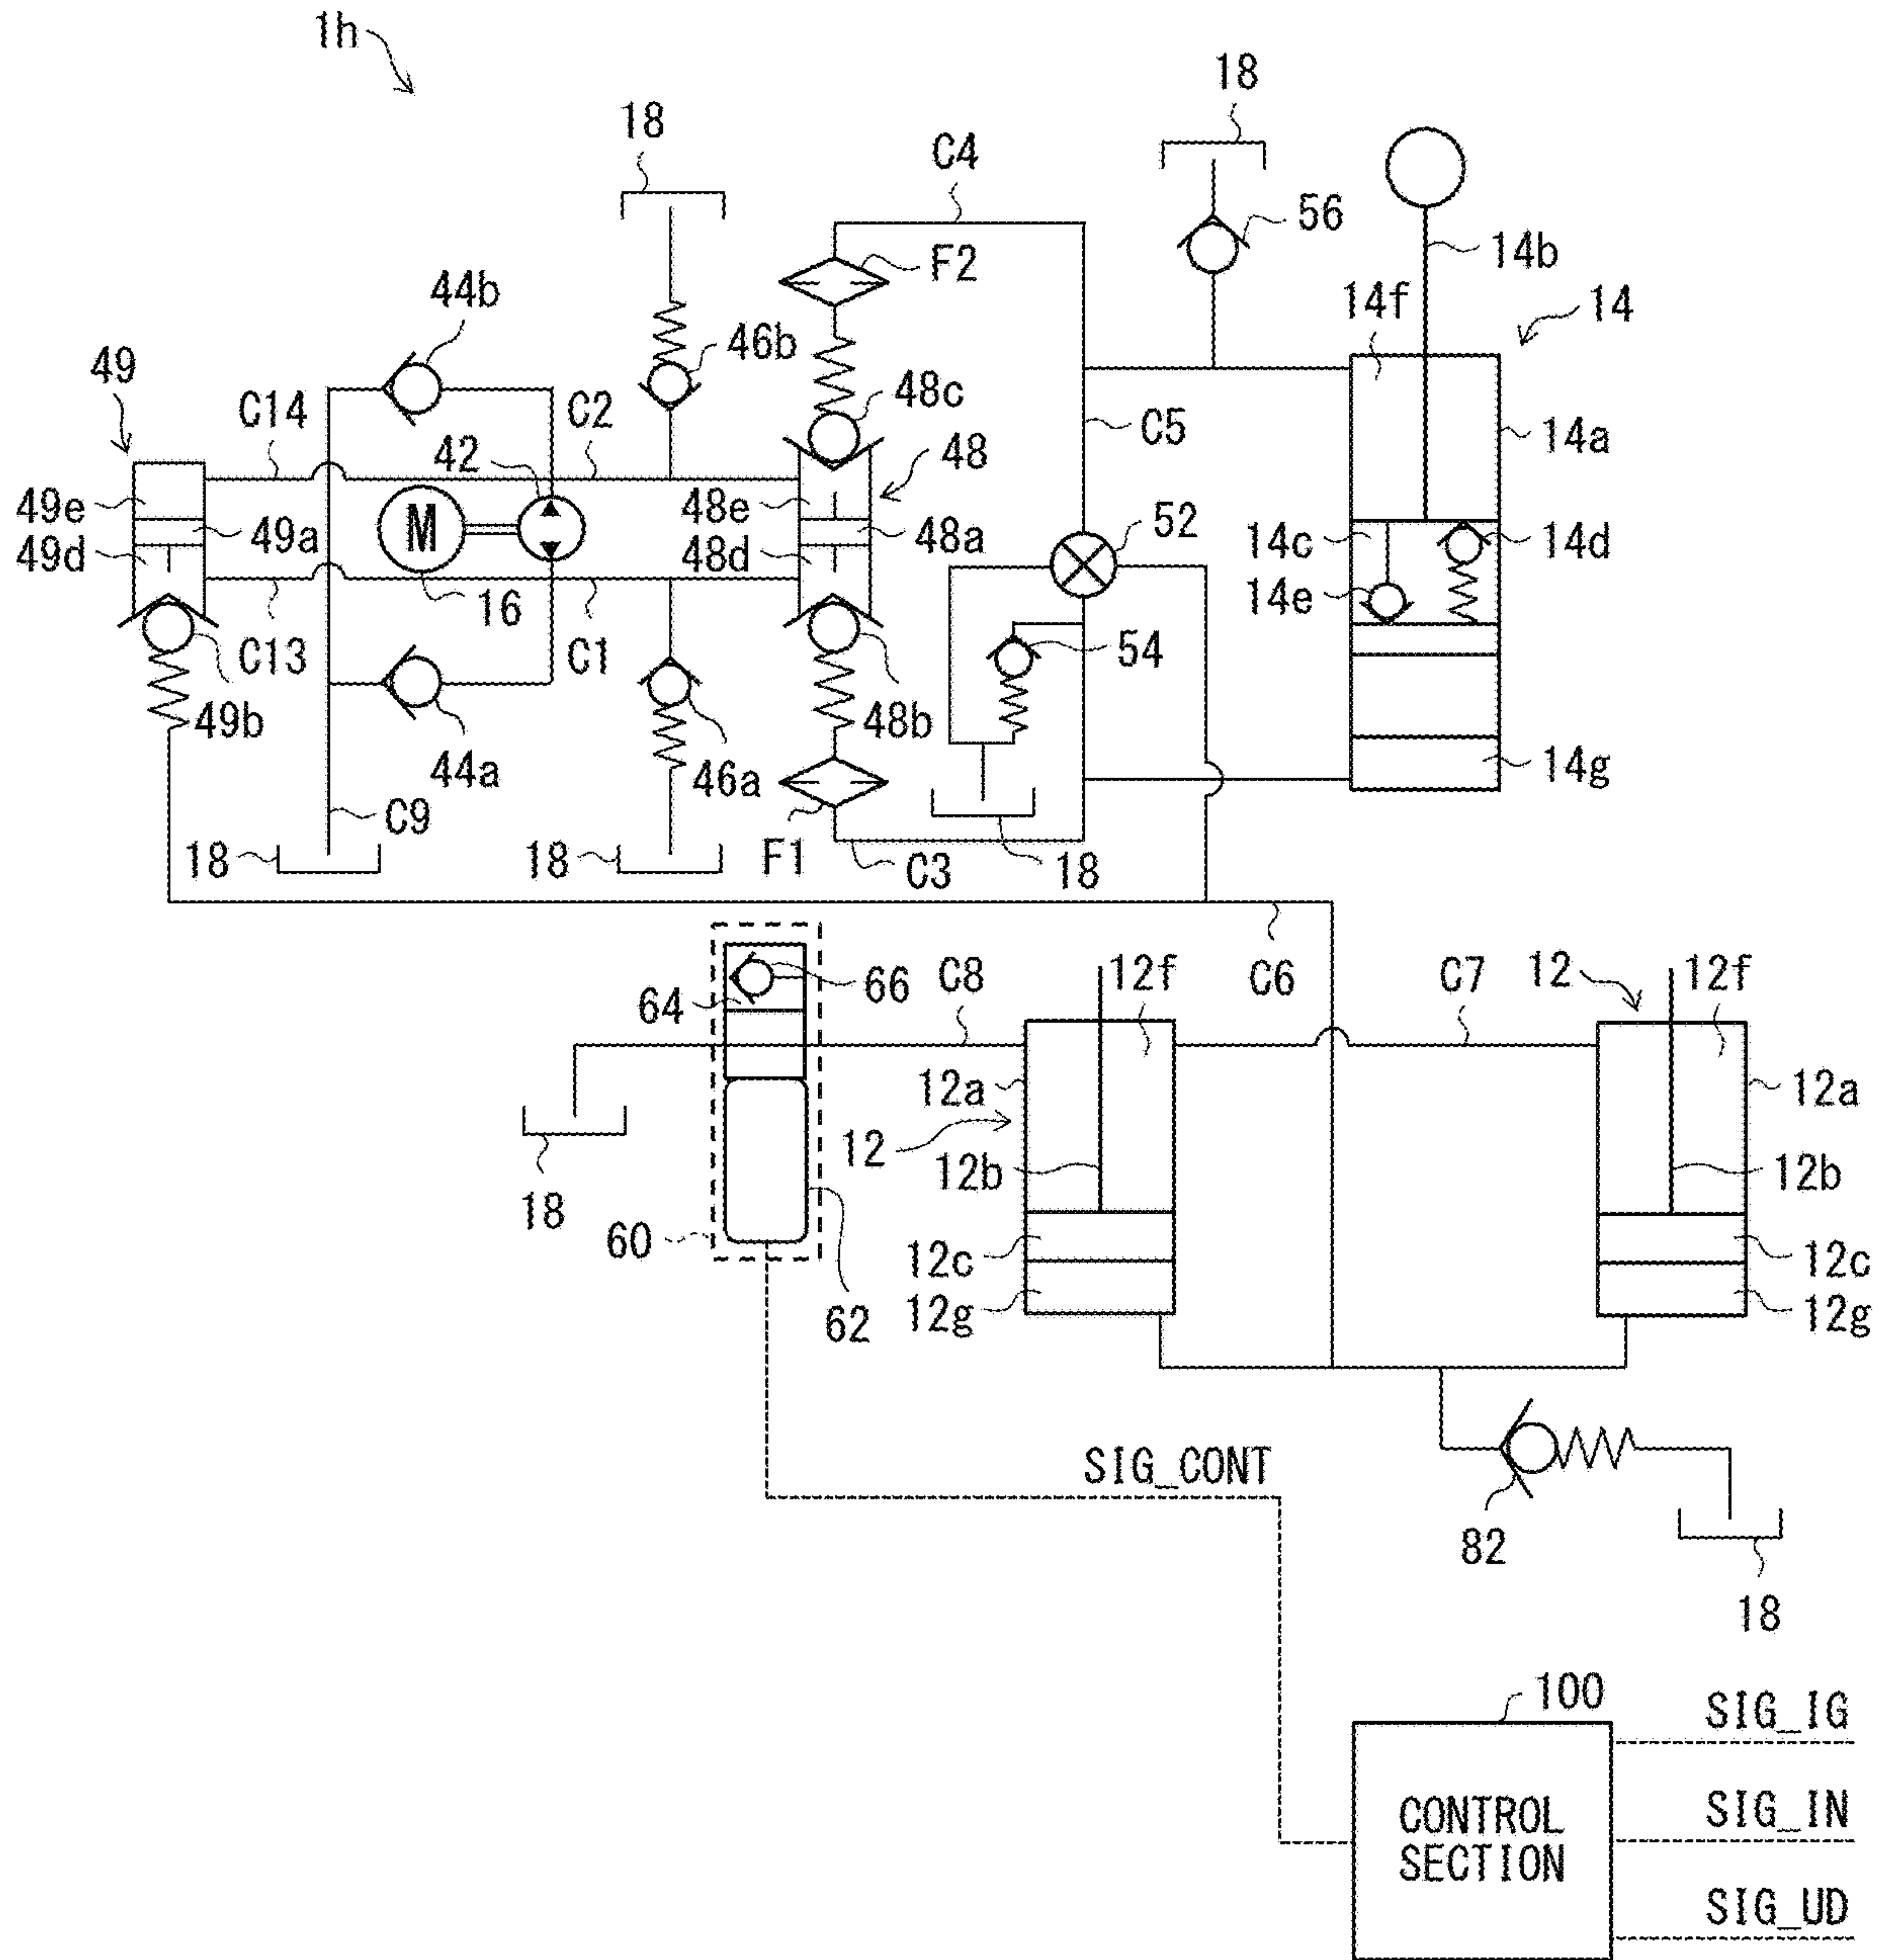 1h
18
18
C4
56
14b
F2
14f
14
44b
46b
49
48c
C14
C2
C5
14a
42
48
49e
48e
52
M
49a
48a
14c
14d
49d
48d
14e
16
54
C13
C1
49b
48b
44a
46a
14g
C9
18
18
F1
C3
18
66
C8
12f
C6
C7
12
12f
64
12a
12a
12
12b
12b
18
60
12c
12c
62
12g
12g
SIG_CONT
82
18
100
SIG_IG
CONTROL
SECTION
SIG_IN
SIG_UD